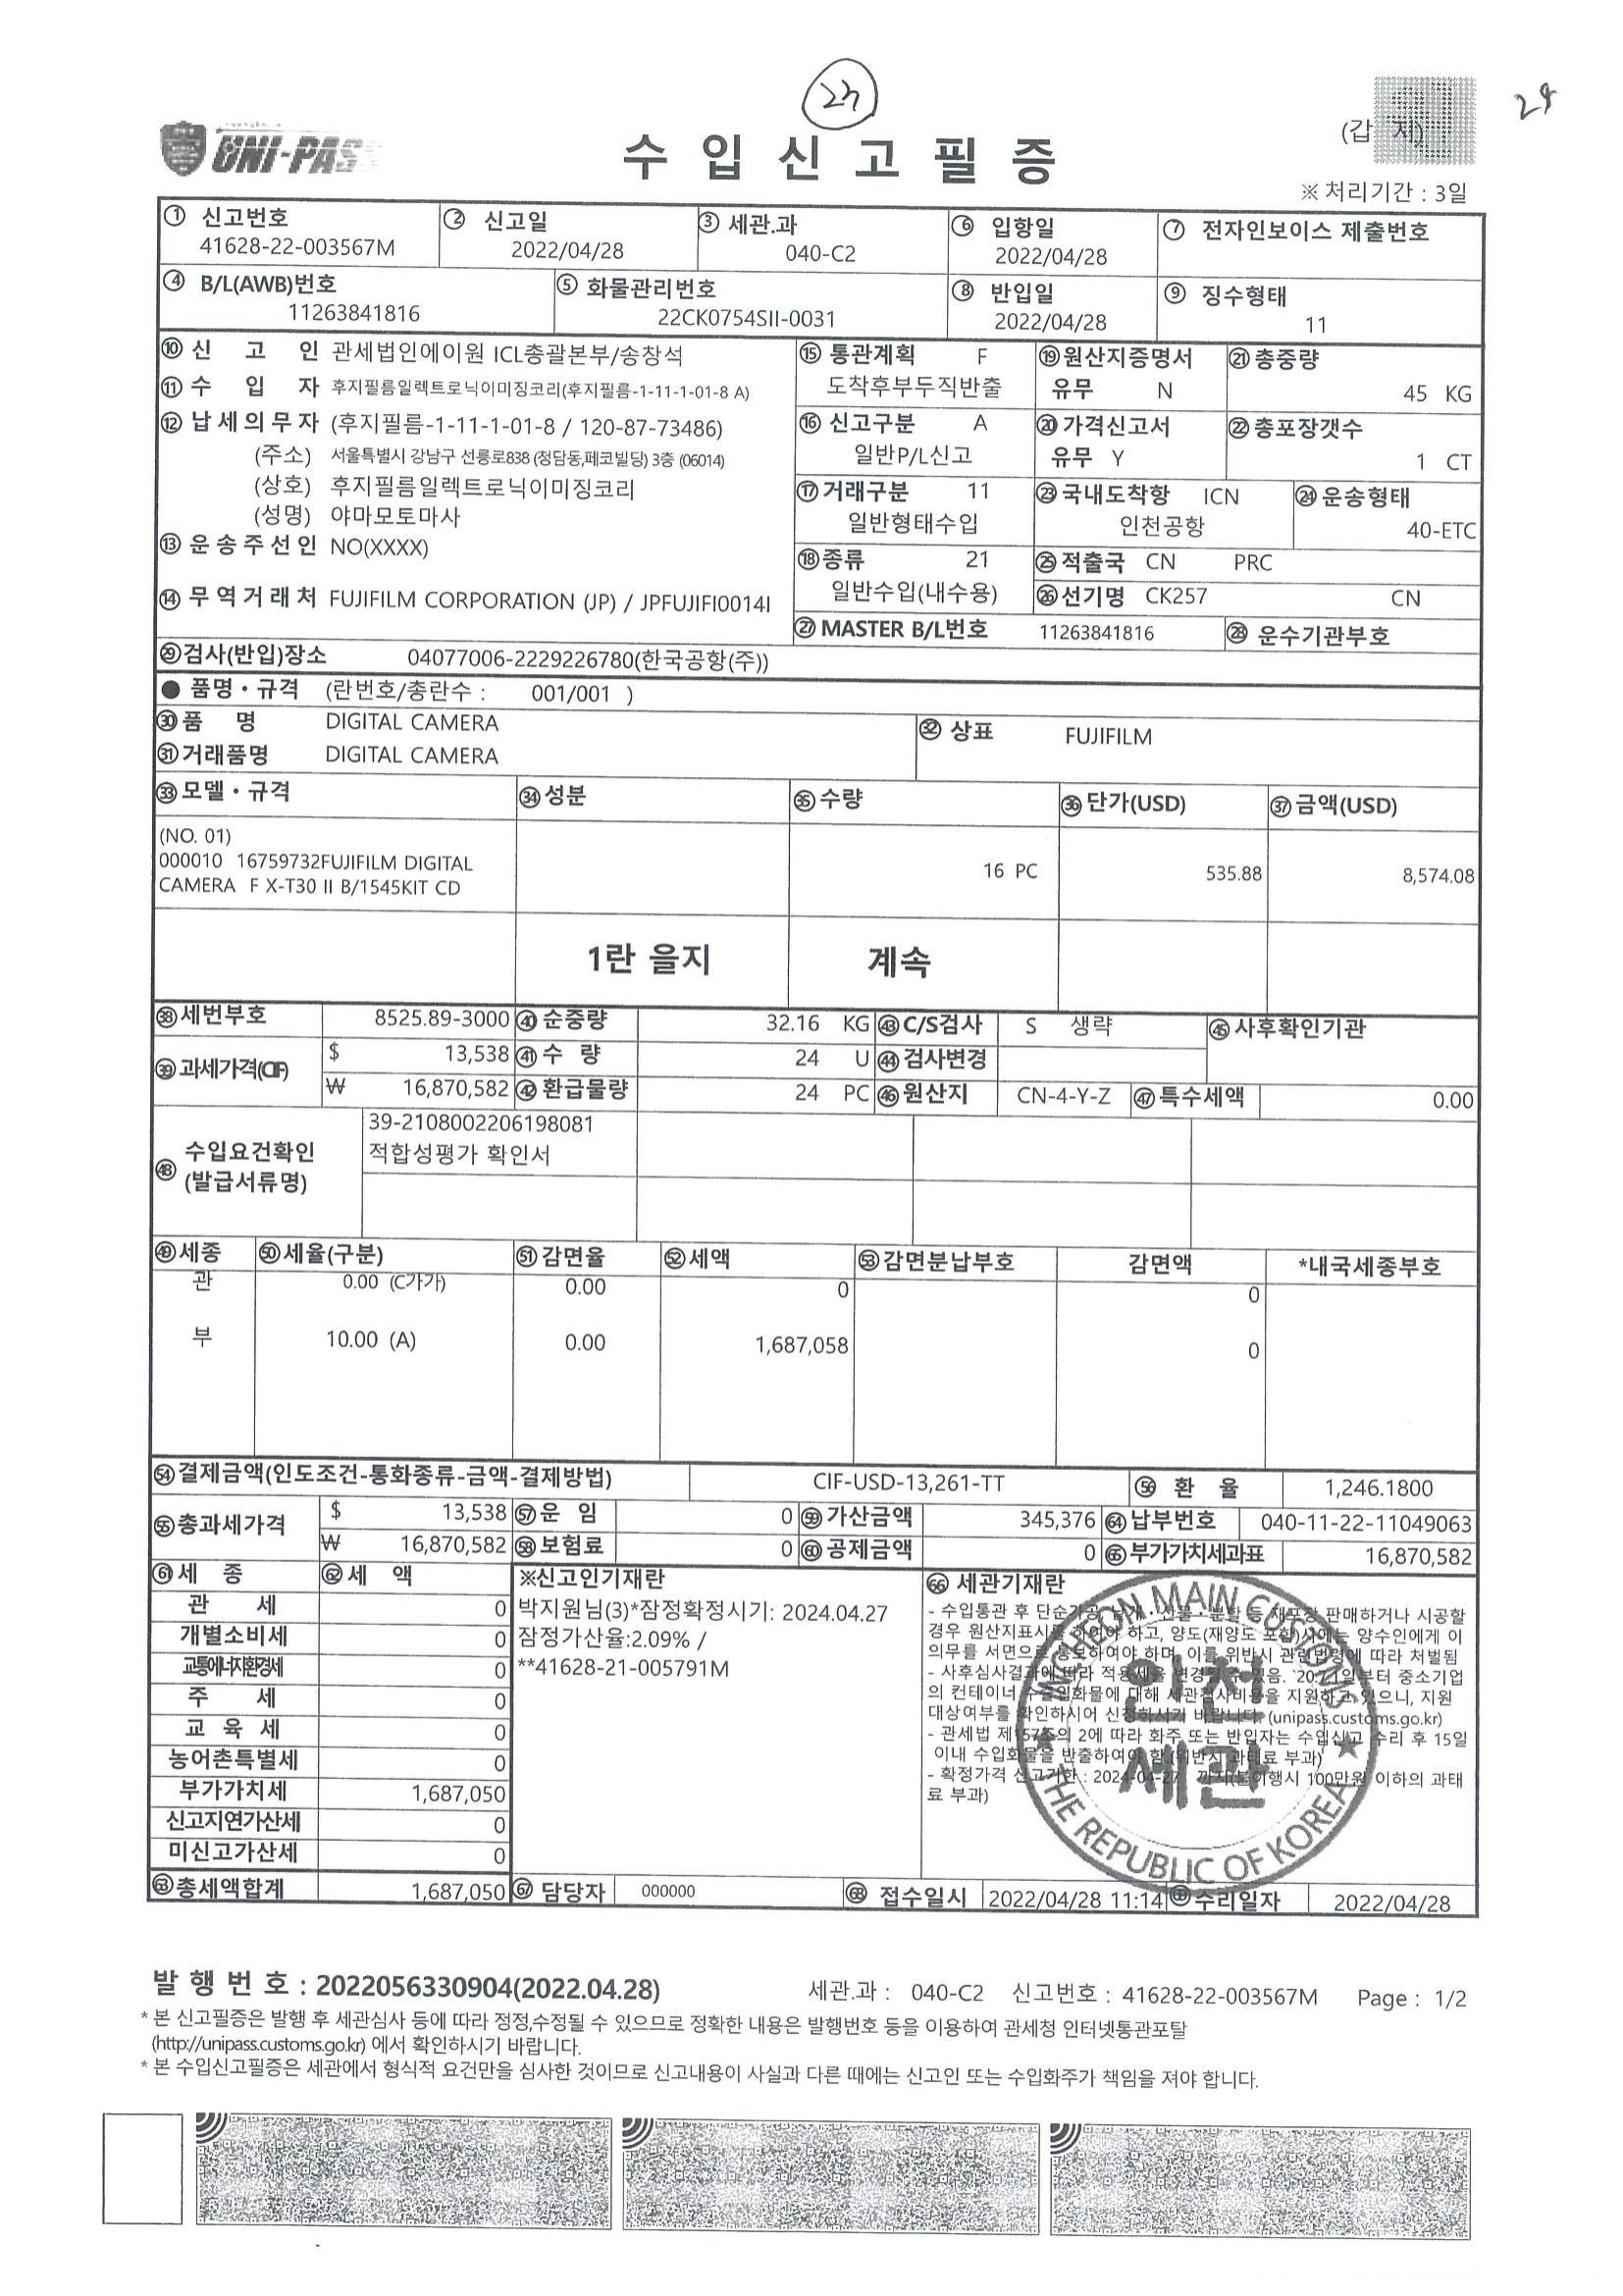 24
24
(갑 지)
UNI-PASS
수 입 신 고 필 증
※ 처리기간 : 3일
① 신고번호 41628-22-003567M
② 신고일 2022/04/28
③ 세관.과 040-C2
⑥ 입항일 2022/04/28
⑦ 전자인보이스 제출번호
④ B/L(AWB)번호 11263841816
⑤ 화물관리번호 22CK0754SII-0031
⑧ 반입일 2022/04/28
⑨ 징수형태 11
⑩ 신 고 인 관세법인에이원 ICL총괄본부/송창석
⑪ 수 입 자 후지필름일렉트로닉이미징코리(후지필름-1-11-1-01-8 A)
⑫ 납세의무자 (후지필름-1-11-1-01-8 / 120-87-73486)
(주소) 서울특별시 강남구 선릉로838 (청담동,페코빌딩) 3층 (06014)
(상호) 후지필름일렉트로닉이미징코리
(성명) 야마모토마사
⑬ 운송주선인 NO(XXXX)
⑭ 무역거래처 FUJIFILM CORPORATION (JP) / JPFUJIFI0014I
⑮ 통관계획 F
도착후부두직반출
⑯ 신고구분 A
일반P/L신고
⑰ 거래구분 11
일반형태수입
⑱ 종류 21
일반수입(내수용)
⑲ 원산지증명서
유무 N
⑳ 가격신고서
유무 Y
㉑ 총중량
45 KG
㉒ 총포장갯수
1 CT
㉓ 국내도착항 ICN
인천공항
㉔ 운송형태
40-ETC
㉕ 적출국 CN PRC
㉖ 선기명 CK257 CN
㉗ MASTER B/L번호 11263841816
㉘ 운수기관부호
㉙ 검사(반입)장소 04077006-2229226780(한국공항(주))
● 품명·규격 (란번호/총란수 : 001/001 )
㉚ 품 명 DIGITAL CAMERA
㉛ 거래품명 DIGITAL CAMERA
㉜ 상표 FUJIFILM
㉝ 모델·규격 ㉞ 성분 ㉟ 수량 ㊱ 단가(USD) ㊲ 금액(USD)
(NO. 01)
000010 16759732FUJIFILM DIGITAL
CAMERA F X-T30 II B/1545KIT CD
16 PC 535.88 8,574.08
1란 을지 계속
㊳ 세번부호 8525.89-3000 ㊵ 순중량 32.16 KG ㊸ C/S검사 S 생략 ㊺ 사후확인기관
㊴ 과세가격(CIF) $ 13,538 ㊶ 수 량 24 U ㊹ 검사변경
₩ 16,870,582 ㊷ 환급물량 24 PC ㊻ 원산지 CN-4-Y-Z ㊼ 특수세액 0.00
㊽ 수입요건확인
(발급서류명)
39-2108002206198081
적합성평가 확인서
㊾ 세종 ㊿ 세율(구분) 51 감면율 52 세액 53 감면분납부호 감면액 *내국세종부호
관 0.00 (C가가) 0.00 0 0
부 10.00 (A) 0.00 1,687,058 0
54 결제금액(인도조건-통화종류-금액-결제방법) CIF-USD-13,261-TT 56 환 율 1,246.1800
55 총과세가격 $ 13,538 57 운 임 0 59 가산금액 345,376 64 납부번호 040-11-22-11049063
₩ 16,870,582 58 보험료 0 60 공제금액 0 65 부가가치세과표 16,870,582
61 세 종 62 세 액
관 세 0
개별소비세 0
교통에너지환경세 0
주 세 0
교 육 세 0
농어촌특별세 0
부가가치세 1,687,050
신고지연가산세 0
미신고가산세 0
63 총세액합계 1,687,050
※신고인기재란
박지원님(3)*잠정확정시기: 2024.04.27
잠정가산율:2.09% /
**41628-21-005791M
66 세관기재란
- 수입통관 후 단순가공, 낱개·산물·분할 등 재포장 판매하거나 시공할
경우 원산지표시를 하여야 하고, 양도(재양도 포함)시에는 양수인에게 이
의무를 서면으로 통보하여야 하며, 이를 위반시 관련법령에 따라 처벌됨
- 사후심사결과에 따라 적용세율 변경될 수 있음. `20.7.1일부터 중소기업
의 컨테이너 수출입화물에 대해 세관검사비용을 지원하고 있으니, 지원
대상여부를 확인하시어 신청하시기 바랍니다. (unipass.customs.go.kr)
- 관세법 제157조의 2에 따라 화주 또는 반입자는 수입신고 수리 후 15일
이내 수입화물을 반출하여야 함.(위반시 과태료 부과)
- 확정가격 신고기한 : 2024-04-27 까지(불이행시 100만원 이하의 과태
료 부과)
INCHEON MAIN CUSTOMS
인천
세관
THE REPUBLIC OF KOREA
67 담당자 000000 68 접수일시 2022/04/28 11:14 69 수리일자 2022/04/28
발 행 번 호 : 2022056330904(2022.04.28) 세관.과 : 040-C2 신고번호 : 41628-22-003567M Page : 1/2
* 본 신고필증은 발행 후 세관심사 등에 따라 정정,수정될 수 있으므로 정확한 내용은 발행번호 등을 이용하여 관세청 인터넷통관포탈
(http://unipass.customs.go.kr) 에서 확인하시기 바랍니다.
* 본 수입신고필증은 세관에서 형식적 요건만을 심사한 것이므로 신고내용이 사실과 다른 때에는 신고인 또는 수입화주가 책임을 져야 합니다.